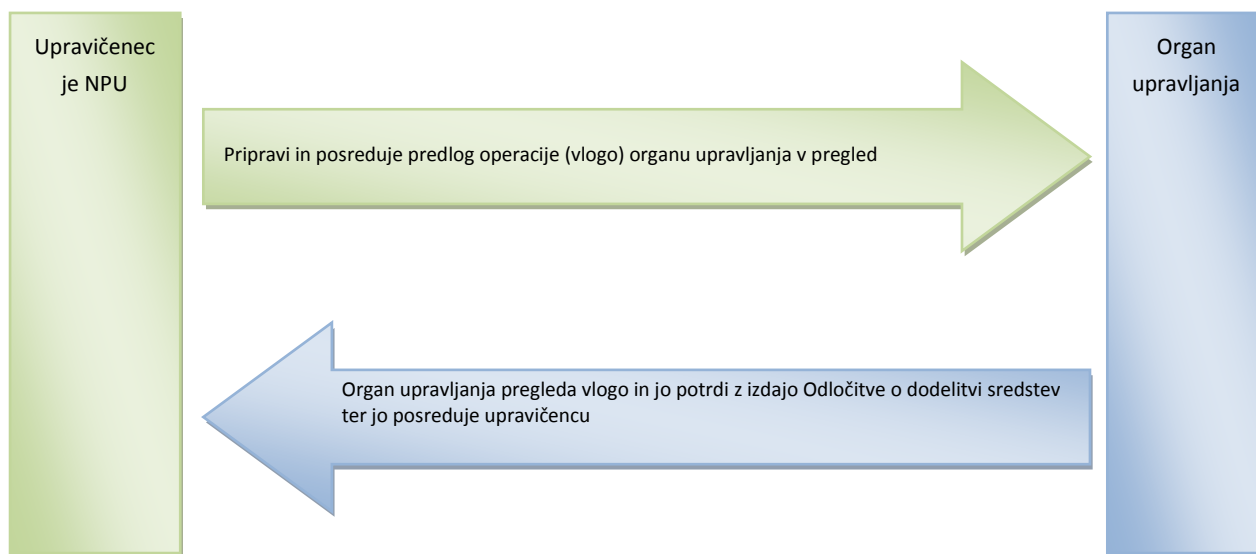 Upravičenec
je NPU
Organ
upravljanja
Pripravi in posreduje predlog operacije (vlogo) organu upravljanja v pregled
Organ upravljanja pregleda vlogo in jo potrdi z izdajo Odločitve o dodelitvi sredstev
ter jo posreduje upravičencu